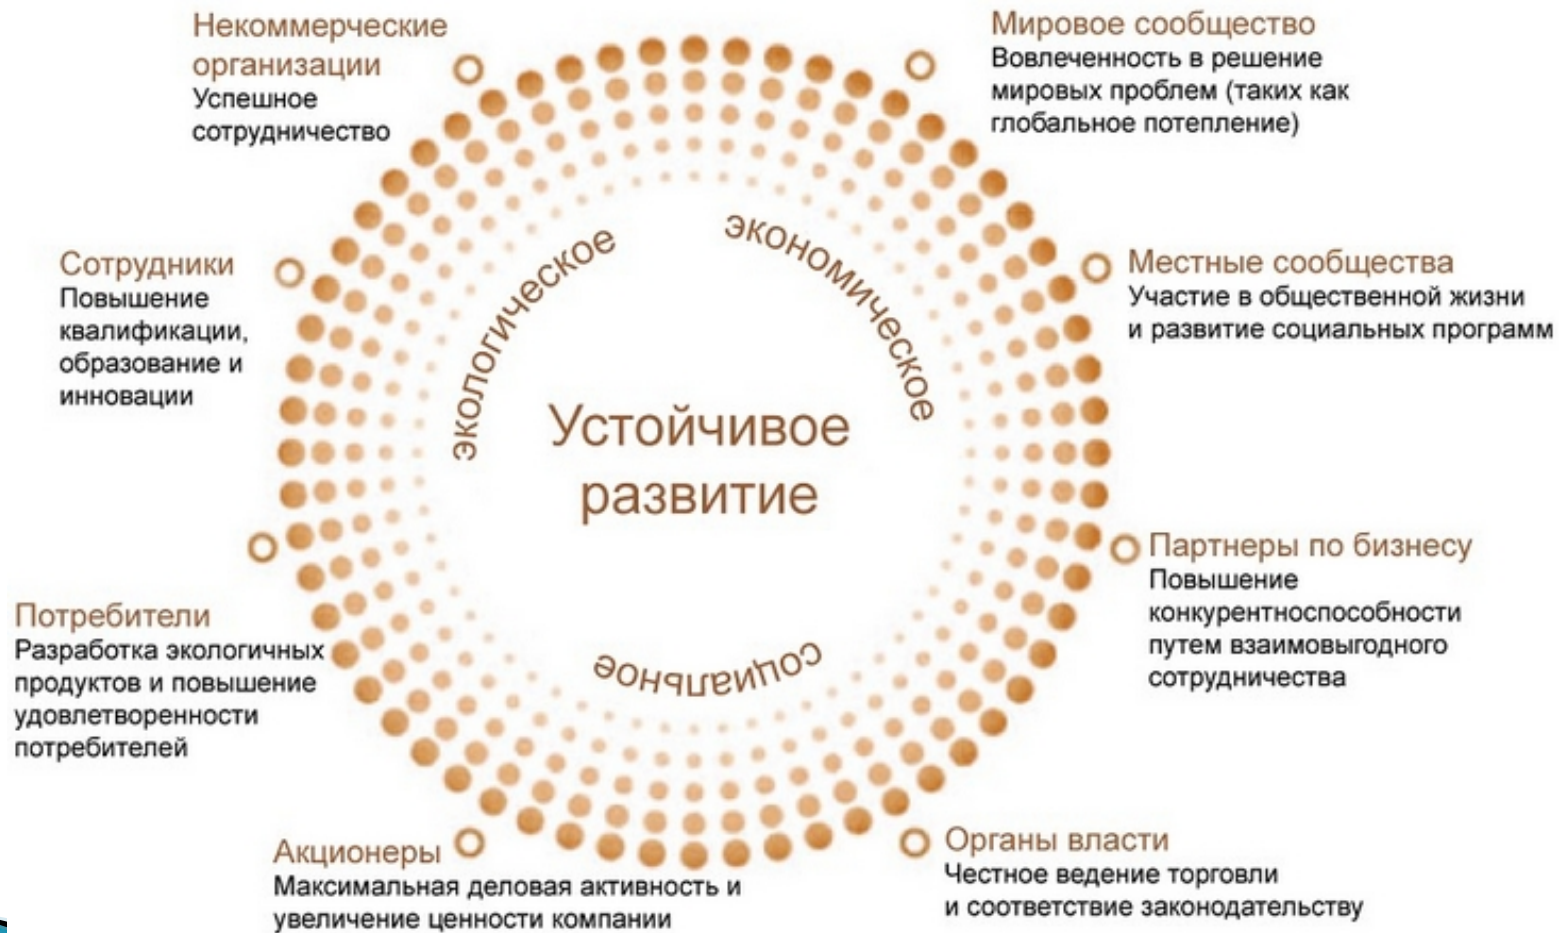 Некоммерческие
организации
Успешное
сотрудничество
Мировое сообщество
Вовлеченность в решение
мировых проблем (таких как
глобальное потепление)
Сотрудники
Повышение
квалификации,
образование и
инновации
экологическое
экономическое
Местные сообщества
Участие в общественной жизни
и развитие социальных программ
Устойчивое
развитие
социальное
Потребители
Разработка экологичных
продуктов и повышение
удовлетворенности
потребителей
Партнеры по бизнесу
Повышение
конкурентноспособности
путем взаимовыгодного
сотрудничества
Акционеры
Максимальная деловая активность и
увеличение ценности компании
Органы власти
Честное ведение торговли
и соответствие законодательству